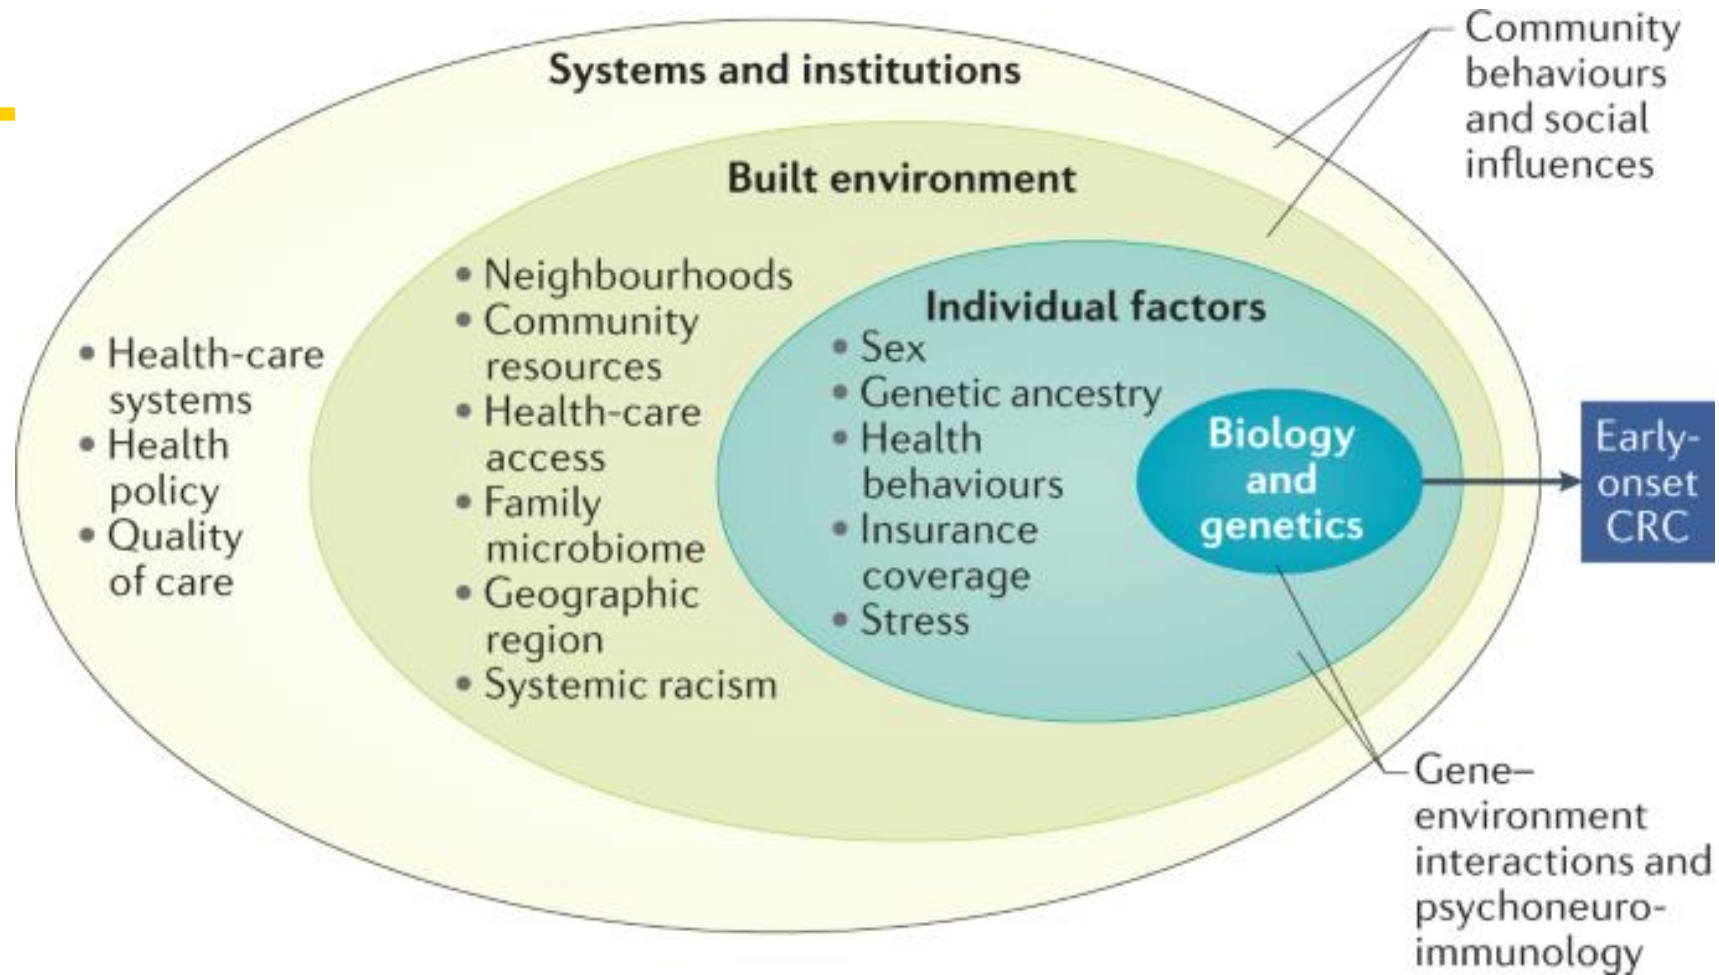 Systems and institutions
Community
behaviours
and social
influences
Built environment
• Health-care
systems
• Health
policy
• Quality
of care
• Neighbourhoods
• Community
resources
• Health-care
access
• Family
microbiome
• Geographic
region
• Systemic racism
Individual factors
• Sex
• Genetic ancestry
• Health
behaviours
• Insurance
coverage
• Stress
Biology
and
genetics
Early-
onset
CRC
Gene–
environment
interactions and
psychoneuro-
immunology